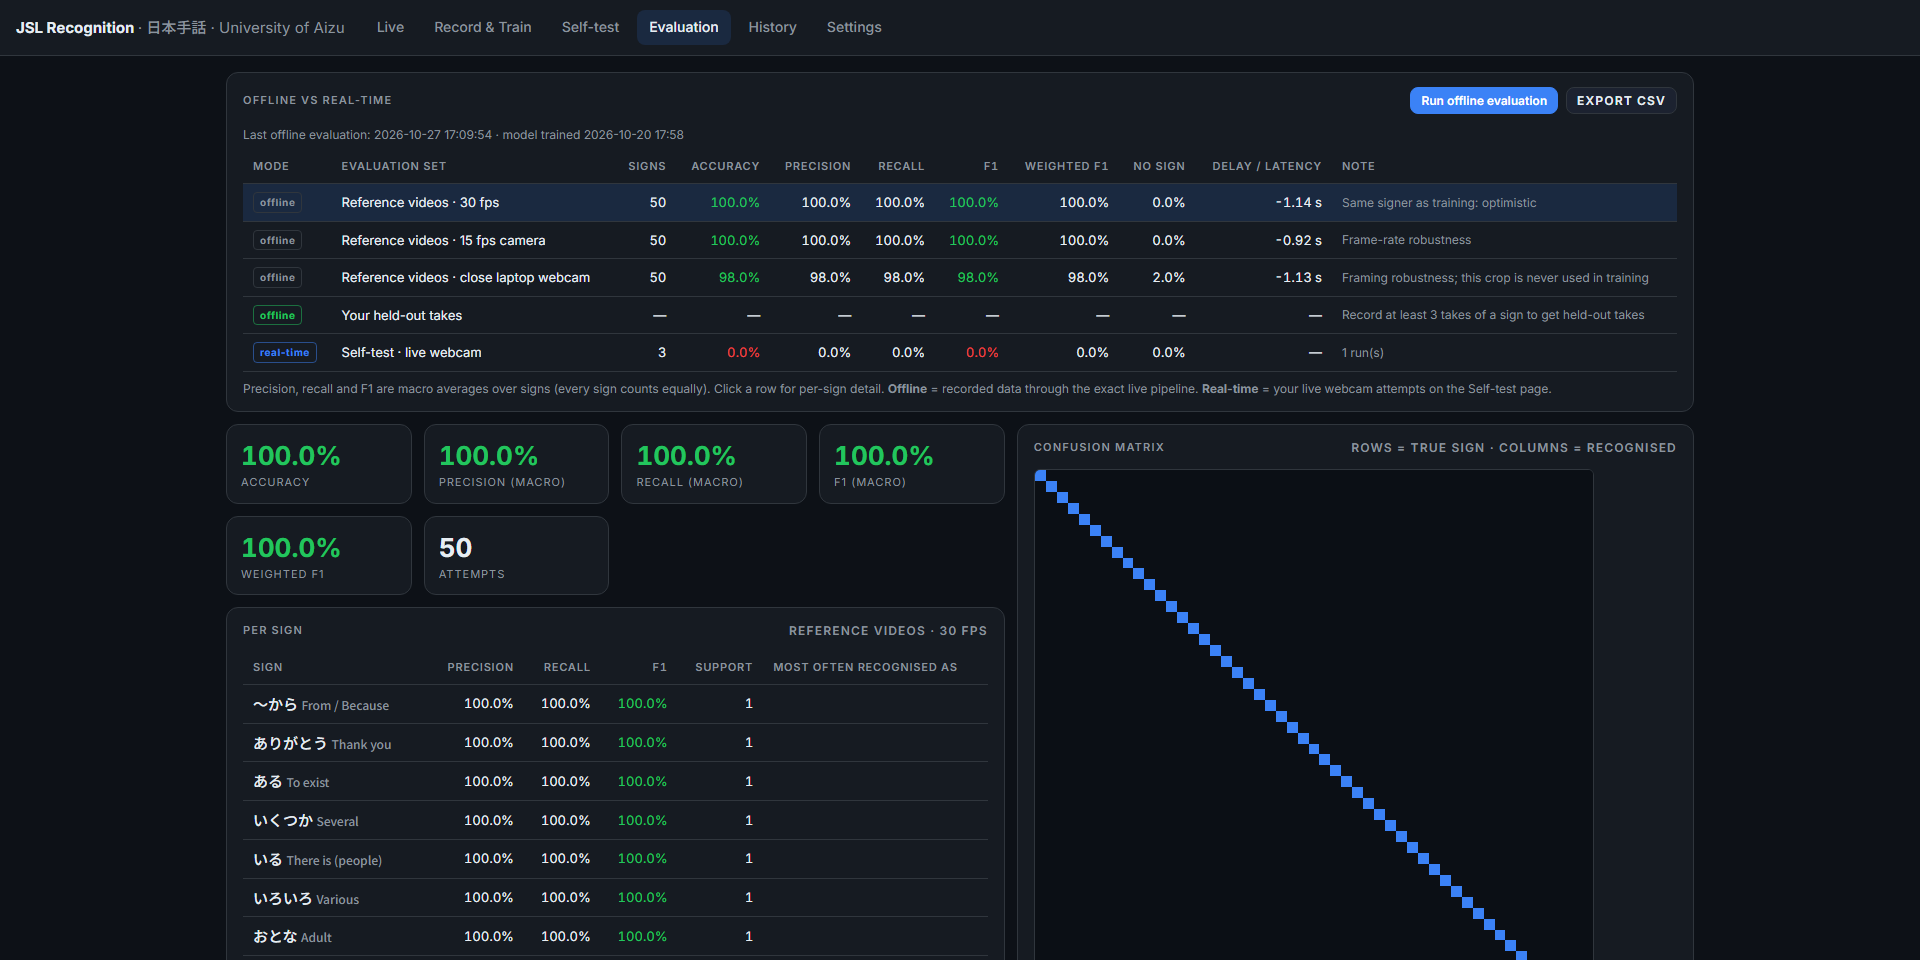 JSL Recognition · 日本手話 · University of Aizu Live Record & Train Self-test Evaluation History Settings
OFFLINE VS REAL-TIME Run offline evaluation EXPORT CSV
Last offline evaluation: 2026-10-27 17:09:54 · model trained 2026-10-20 17:58
MODE EVALUATION SET SIGNS ACCURACY PRECISION RECALL F1 WEIGHTED F1 NO SIGN DELAY / LATENCY NOTE
offline Reference videos · 30 fps 50 100.0% 100.0% 100.0% 100.0% 100.0% 0.0% -1.14 s Same signer as training: optimistic
offline Reference videos · 15 fps camera 50 100.0% 100.0% 100.0% 100.0% 100.0% 0.0% -0.92 s Frame-rate robustness
offline Reference videos · close laptop webcam 50 98.0% 98.0% 98.0% 98.0% 98.0% 2.0% -1.13 s Framing robustness; this crop is never used in training
offline Your held-out takes — — — — — — — — Record at least 3 takes of a sign to get held-out takes
real-time Self-test · live webcam 3 0.0% 0.0% 0.0% 0.0% 0.0% 0.0% — 1 run(s)
Precision, recall and F1 are macro averages over signs (every sign counts equally). Click a row for per-sign detail. Offline = recorded data through the exact live pipeline. Real-time = your live webcam attempts on the Self-test page.
100.0% 100.0% 100.0% 100.0%
ACCURACY PRECISION (MACRO) RECALL (MACRO) F1 (MACRO)
100.0% 50
WEIGHTED F1 ATTEMPTS
PER SIGN REFERENCE VIDEOS · 30 FPS
SIGN PRECISION RECALL F1 SUPPORT MOST OFTEN RECOGNISED AS
～から From / Because 100.0% 100.0% 100.0% 1
ありがとう Thank you 100.0% 100.0% 100.0% 1
ある To exist 100.0% 100.0% 100.0% 1
いくつか Several 100.0% 100.0% 100.0% 1
いる There is (people) 100.0% 100.0% 100.0% 1
いろいろ Various 100.0% 100.0% 100.0% 1
おとな Adult 100.0% 100.0% 100.0% 1
CONFUSION MATRIX ROWS = TRUE SIGN · COLUMNS = RECOGNISED